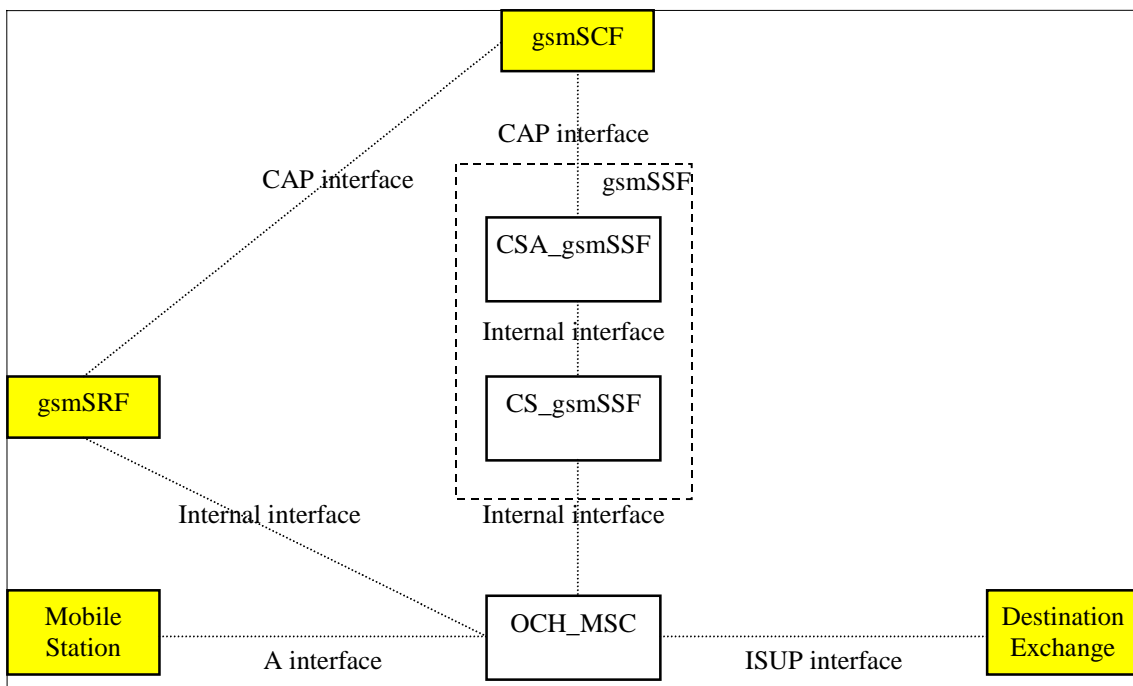 gsmSCF
CAP interface
CAP interface
gsmSSF
CSA_gsmSSF
Internal interface
gsmSRF
CS_gsmSSF
Internal interface
Internal interface
Mobile
Station
OCH_MSC
Destination
Exchange
A interface
ISUP interface